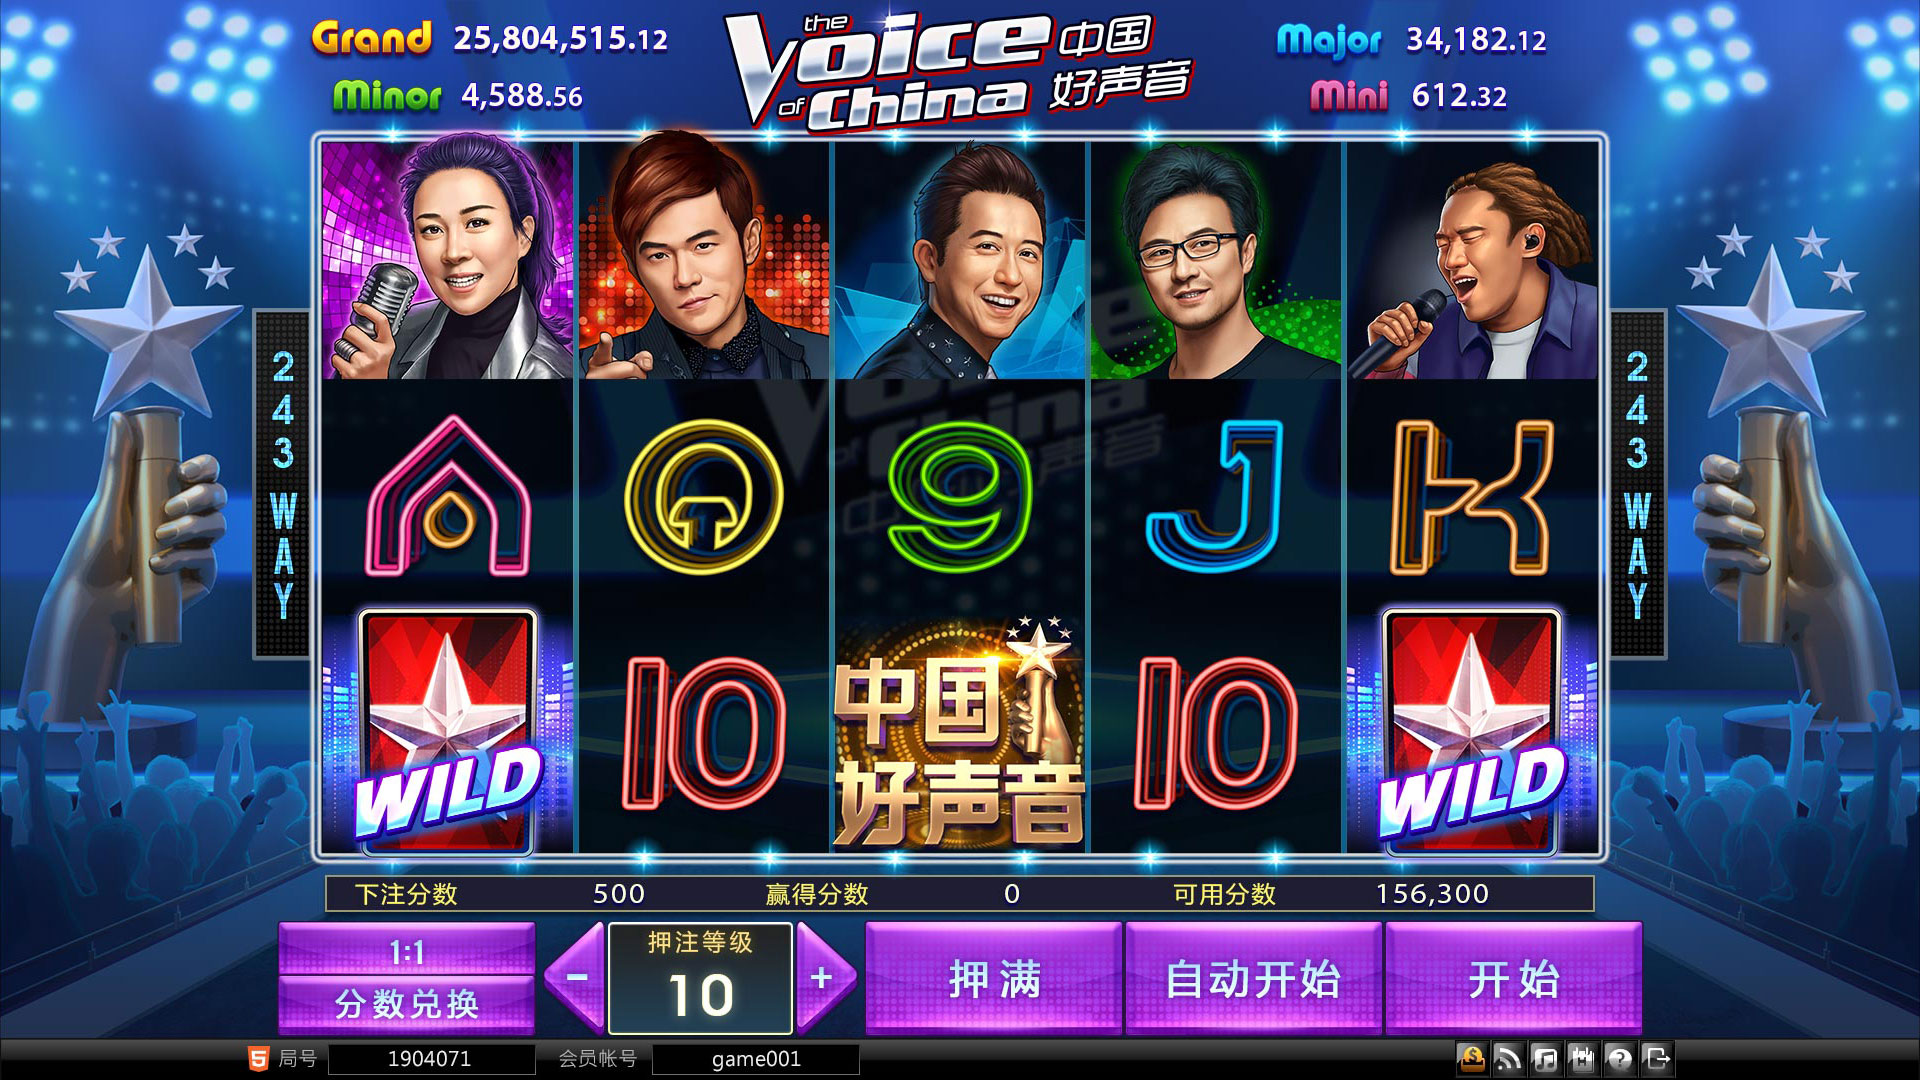 Grand 25,804,515.12
Minor 4,588.56
the Voice of China
中国好声音
Major 34,182.12
Mini 612.32
243 WAY
243 WAY
A Q 9 J K
WILD 10 中国好声音 10 WILD
下注分数 500 赢得分数 0 可用分数 156,300
1:1
分数兑换
-
押注等级
10
+
押满
自动开始
开始
5 局号 1904071 会员帐号 game001
$ ?